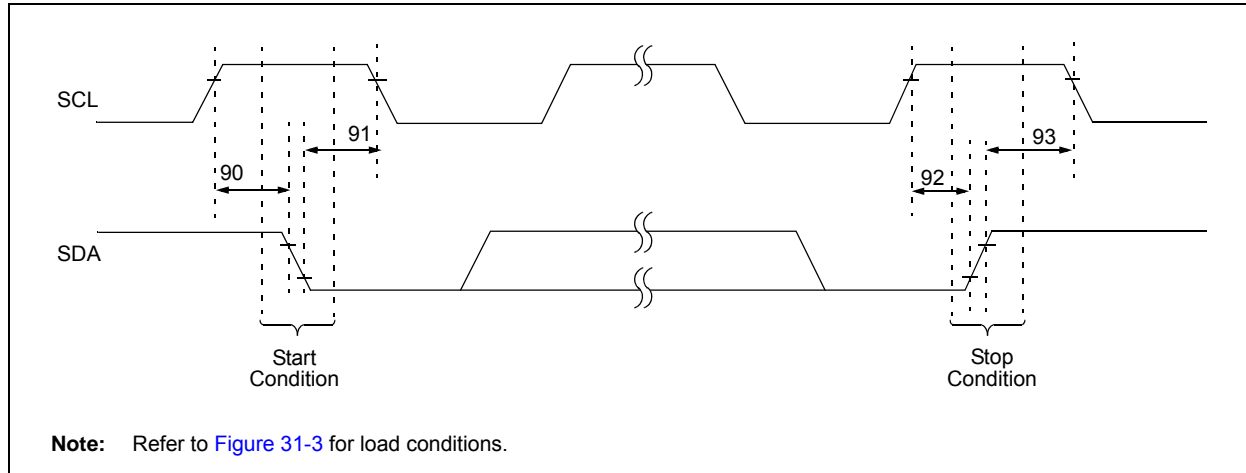 SCL
91
93
90
92
SDA
Start
Condition
Stop
Condition
Note: Refer to Figure 31-3 for load conditions.